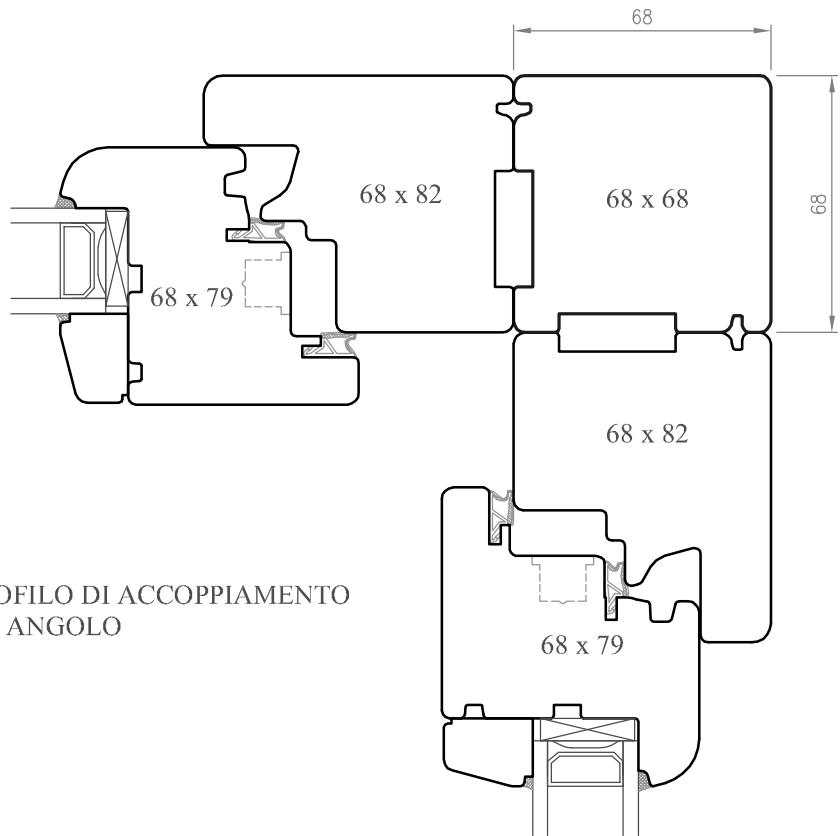 68
68 x 82
68 x 68
68
68 x 79
68 x 82
OFILO DI ACCOPPIAMENTO
ANGOLO
68 x 79